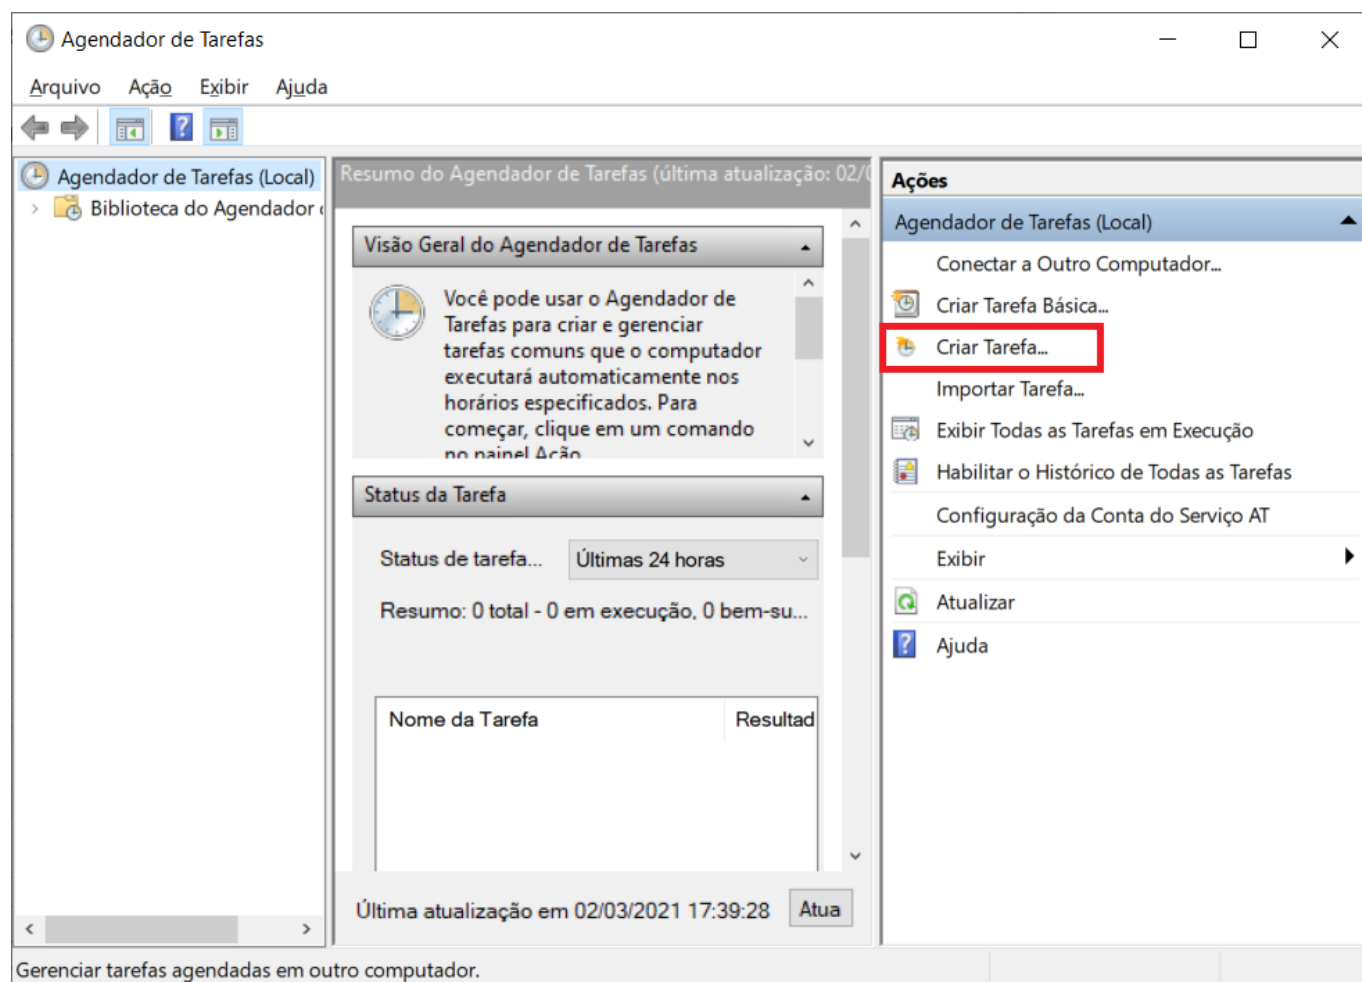 Agendador de Tarefas
Arquivo Ação Exibir Ajuda
Agendador de Tarefas (Local)
Biblioteca do Agendador
Resumo do Agendador de Tarefas (última atualização: 02/0
Visão Geral do Agendador de Tarefas
Você pode usar o Agendador de
Tarefas para criar e gerenciar
tarefas comuns que o computador
executará automaticamente nos
horários especificados. Para
começar, clique em um comando
no painel Ação
Status da Tarefa
Status de tarefa... Últimas 24 horas
Resumo: 0 total - 0 em execução, 0 bem-su...
Nome da Tarefa Resultad
Última atualização em 02/03/2021 17:39:28 Atua
Ações
Agendador de Tarefas (Local)
Conectar a Outro Computador...
Criar Tarefa Básica...
Criar Tarefa...
Importar Tarefa...
Exibir Todas as Tarefas em Execução
Habilitar o Histórico de Todas as Tarefas
Configuração da Conta do Serviço AT
Exibir
Atualizar
Ajuda
Gerenciar tarefas agendadas em outro computador.